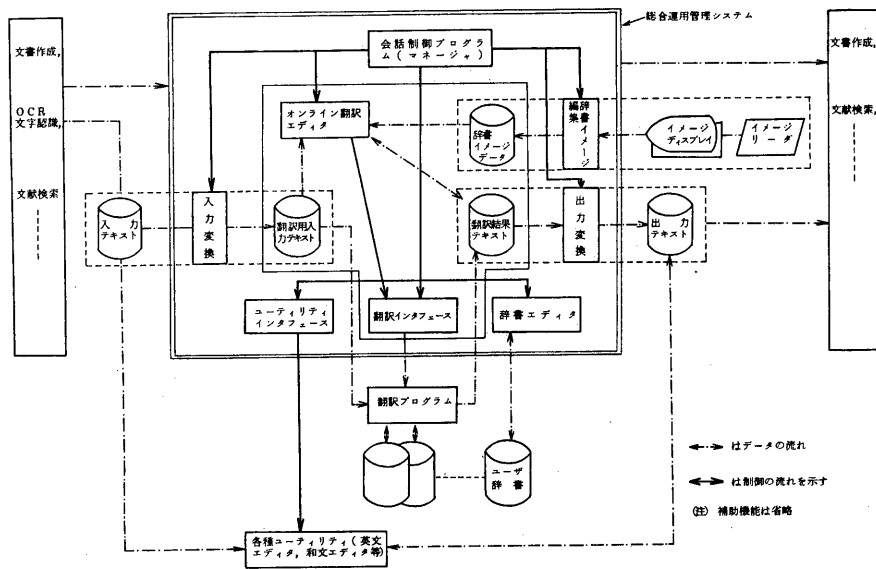 総合運用管理システム
文書作成,
OCR
文字認識,
文献検索
会話制御プログラ
ム(マネージャ)
オンライン翻訳
エディタ
辞書
イメージ
データ
辞書イメージ
編集
イメージ
ディスプレイ
イメージ
リーダ
文書作成,
文献検索,
入力
テキスト
入力変換
翻訳用入
力テキスト
翻訳結果
テキスト
出力変換
出力
テキスト
ユーティリティ
インタフェース
翻訳インタフェース
辞書エディタ
翻訳プログラム
ユーザ
辞書
はデータの流れ
は制御の流れを示す
(注) 補助機能は省略
各種ユーティリティ(英文
エディタ,和文エディタ等)